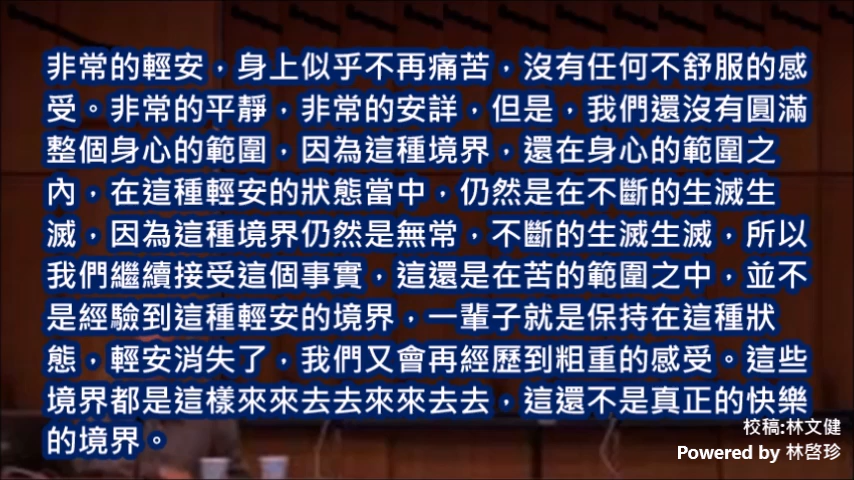 非常的輕安，身上似乎不再痛苦，沒有任何不舒服的感
受。非常的平靜，非常的安詳，但是，我們還沒有圓滿
整個身心的範圍，因為這種境界，還在身心的範圍之
內，在這種輕安的狀態當中，仍然是在不斷的生滅生
滅，因為這種境界仍然是無常，不斷的生滅生滅，所以
我們繼續接受這個事實，這還是在苦的範圍之中，並不
是經驗到這種輕安的境界，一輩子就是保持在這種狀
態，輕安消失了，我們又會再經歷到粗重的感受。這些
境界都是這樣來來去去來來去去，這還不是真正的快樂
的境界。
校稿:林文健
Powered by 林啓珍